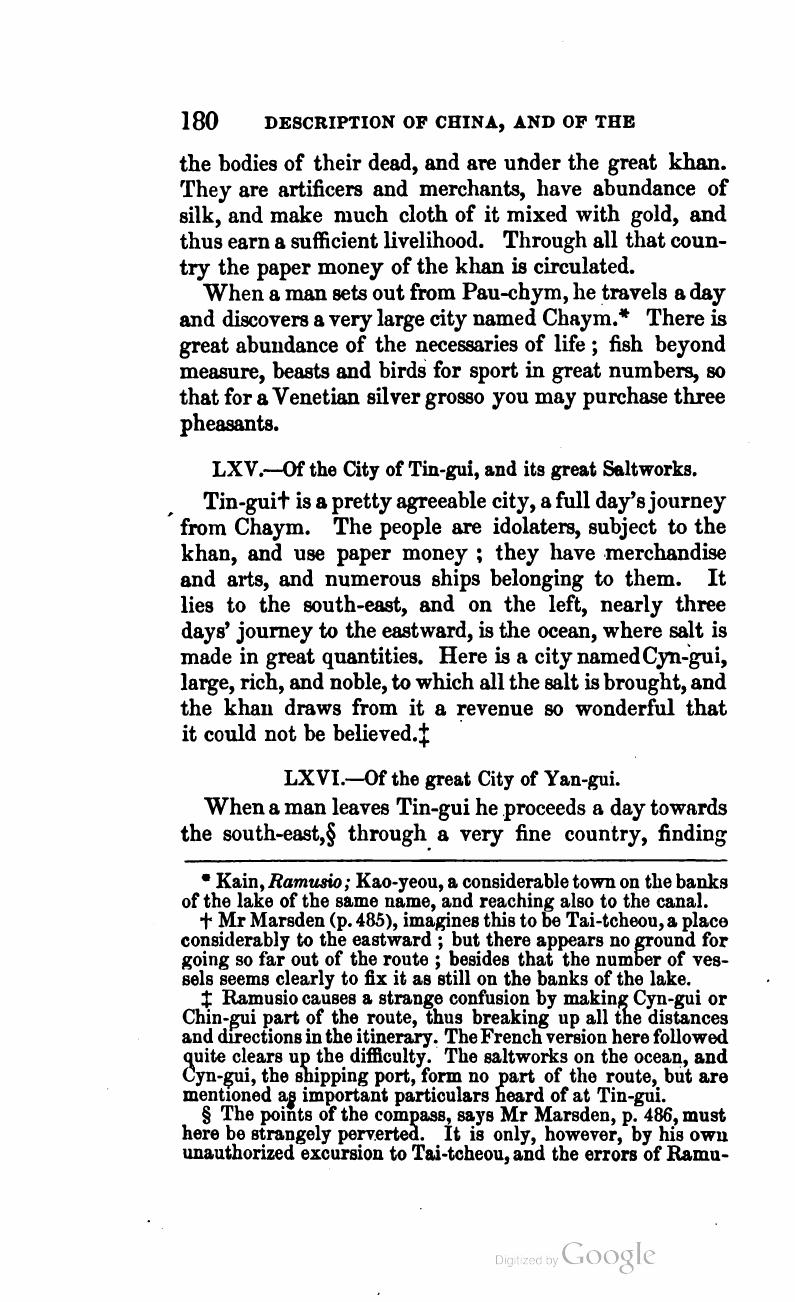 180 DESCRIPTION OF CHINA, AND OF THE
the bodies of their dead, and are under the great khan.
They are artificers and merchants, have abundance of
silk, and make much cloth of it mixed with gold, and
thus earn a sufficient livelihood. Through all that coun-
try the paper money of the khan is circulated.
When a man sets out from Pau-chym, he travels a day
and discovers a very large city named Chaym.* There is
great abundance of the necessaries of life ; fish beyond
measure, beasts and birds for sport in great numbers, so
that for a Venetian silver grosso you may purchase three
pheasants.
LXV.—Of the City of Tin-gui, and its great Saltworks.
Tin-gui† is a pretty agreeable city, a full day's journey
from Chaym. The people are idolaters, subject to the
khan, and use paper money ; they have merchandise
and arts, and numerous ships belonging to them. It
lies to the south-east, and on the left, nearly three
days' journey to the eastward, is the ocean, where salt is
made in great quantities. Here is a city named Cyn-gui,
large, rich, and noble, to which all the salt is brought, and
the khan draws from it a revenue so wonderful that
it could not be believed.‡
LXVI.—Of the great City of Yan-gui.
When a man leaves Tin-gui he proceeds a day towards
the south-east,§ through a very fine country, finding
* Kain, Ramusio; Kao-yeou, a considerable town on the banks
of the lake of the same name, and reaching also to the canal.
† Mr Marsden (p. 485), imagines this to be Tai-tcheou, a place
considerably to the eastward ; but there appears no ground for
going so far out of the route ; besides that the number of ves-
sels seems clearly to fix it as still on the banks of the lake.
‡ Ramusio causes a strange confusion by making Cyn-gui or
Chin-gui part of the route, thus breaking up all the distances
and directions in the itinerary. The French version here followed
quite clears up the difficulty. The saltworks on the ocean, and
Cyn-gui, the shipping port, form no part of the route, but are
mentioned as important particulars heard of at Tin-gui.
§ The points of the compass, says Mr Marsden, p. 486, must
here be strangely perverted. It is only, however, by his own
unauthorized excursion to Tai-tcheou, and the errors of Ramu-
Digitized by Google